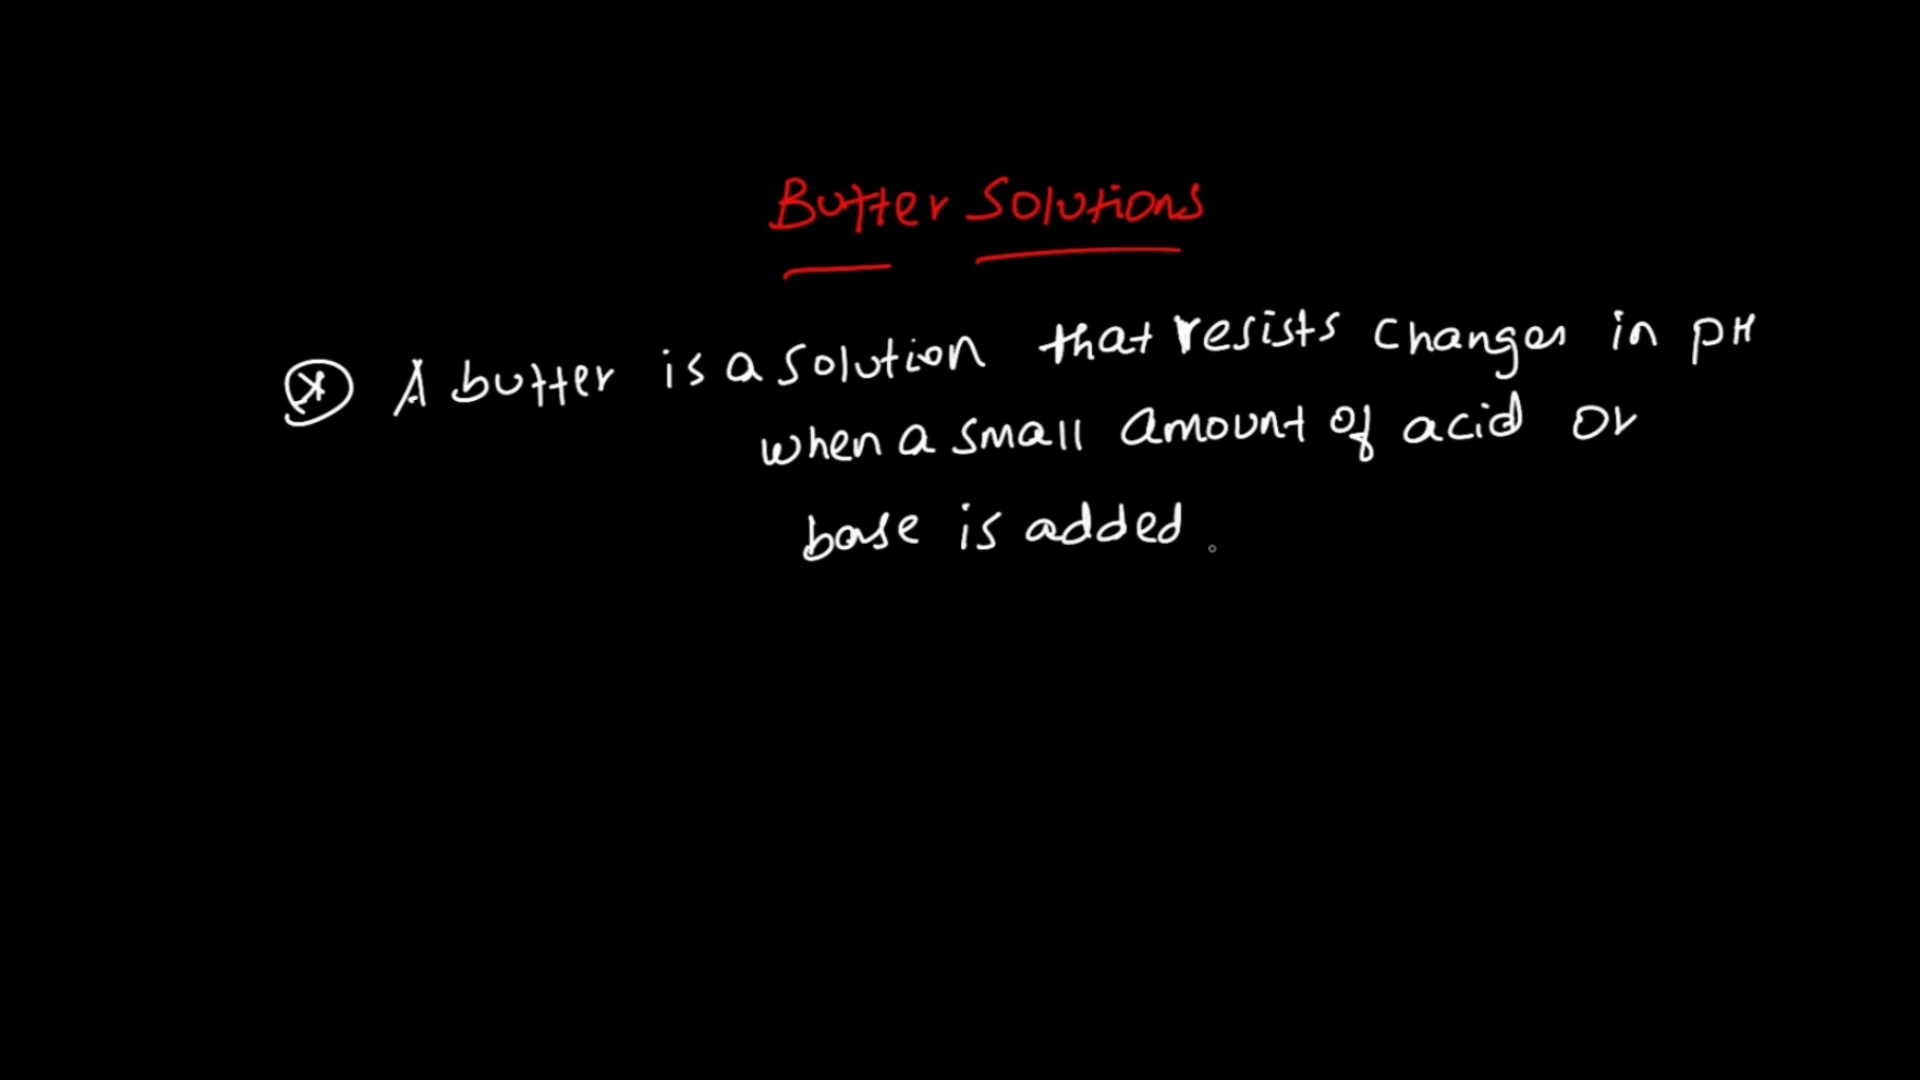 Buffer Solutions
* A buffer is a solution that resists changes in pH
when a small amount of acid or
base is added.